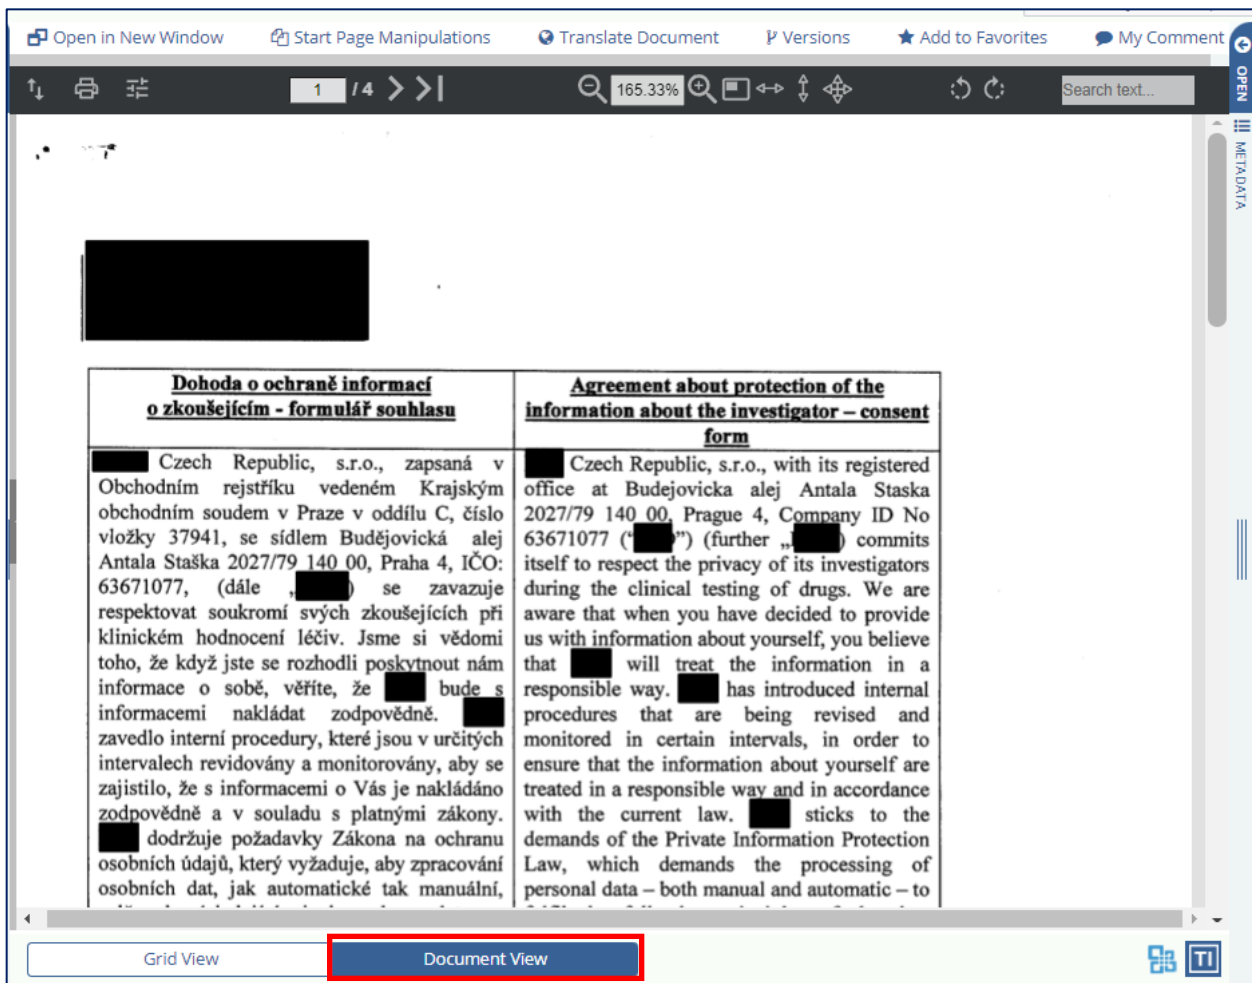 Open in New Window Start Page Manipulations Translate Document Versions Add to Favorites My Comment
OPEN
METADATA
1 / 4 165.33% Search text...
Dohoda o ochraně informací
o zkoušejícím - formulář souhlasu
Czech Republic, s.r.o., zapsaná v
Obchodním rejstříku vedeném Krajským
obchodním soudem v Praze v oddílu C, číslo
vložky 37941, se sídlem Budějovická alej
Antala Staška 2027/79 140 00, Praha 4, IČO:
63671077, (dále „ ) se zavazuje
respektovat soukromí svých zkoušejících při
klinickém hodnocení léčiv. Jsme si vědomi
toho, že když jste se rozhodli poskytnout nám
informace o sobě, věříte, že bude s
informacemi nakládat zodpovědně.
zavedlo interní procedury, které jsou v určitých
intervalech revidovány a monitorovány, aby se
zajistilo, že s informacemi o Vás je nakládáno
zodpovědně a v souladu s platnými zákony.
dodržuje požadavky Zákona na ochranu
osobních údajů, který vyžaduje, aby zpracování
osobních dat, jak automatické tak manuální,
Agreement about protection of the
information about the investigator – consent
form
Czech Republic, s.r.o., with its registered
office at Budejovicka alej Antala Staska
2027/79 140 00, Prague 4, Company ID No
63671077 (“ ”) (further „ ) commits
itself to respect the privacy of its investigators
during the clinical testing of drugs. We are
aware that when you have decided to provide
us with information about yourself, you believe
that will treat the information in a
responsible way. has introduced internal
procedures that are being revised and
monitored in certain intervals, in order to
ensure that the information about yourself are
treated in a responsible way and in accordance
with the current law. sticks to the
demands of the Private Information Protection
Law, which demands the processing of
personal data – both manual and automatic – to
Grid View Document View
TI